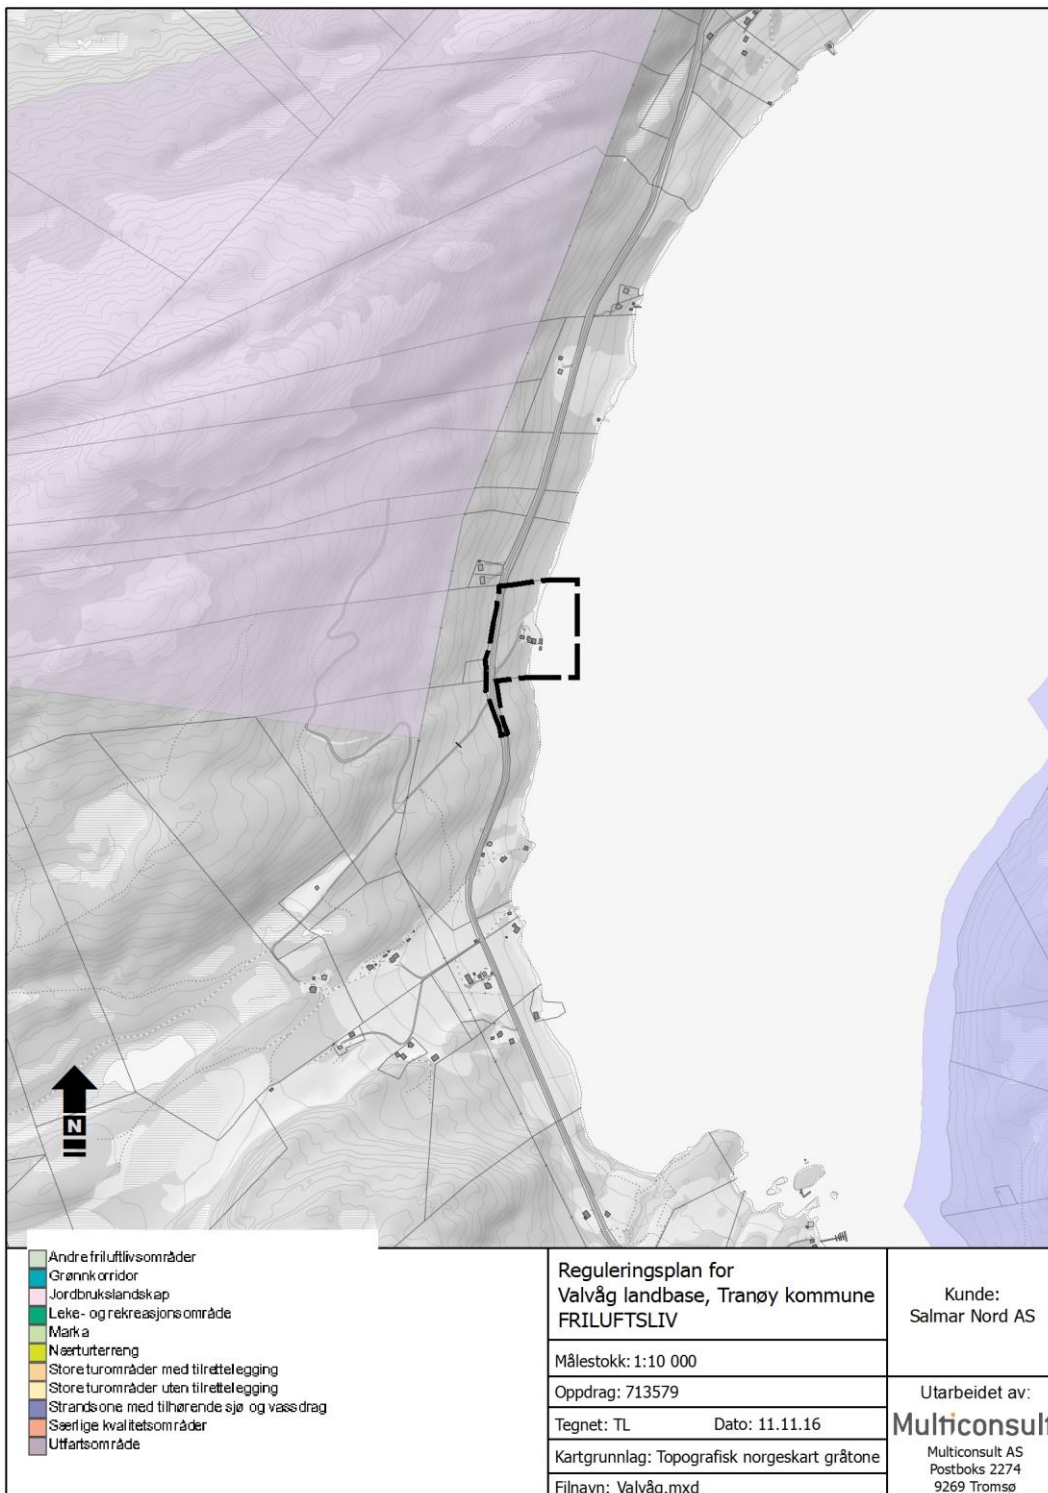 N
Andre friluftlivsområder
Grønnkorridor
Jordbrukslandskap
Leke- og rekreasjonsområde
Marka
Nærturterreng
Store turområder med tilrettelegging
Store turområder uten tilrettelegging
Strandsone med tilhørende sjø og vassdrag
Særlige kvalitetsområder
Utfartsområde
Reguleringsplan for
Valvåg landbase, Tranøy kommune
FRILUFTSLIV
Målestokk: 1:10 000
Oppdrag: 713579
Tegnet: TL Dato: 11.11.16
Kartgrunnlag: Topografisk norgeskart gråtone
Filnavn: Valvåg.mxd
Kunde:
Salmar Nord AS
Utarbeidet av:
Multiconsult
Multiconsult AS
Postboks 2274
9269 Tromsø